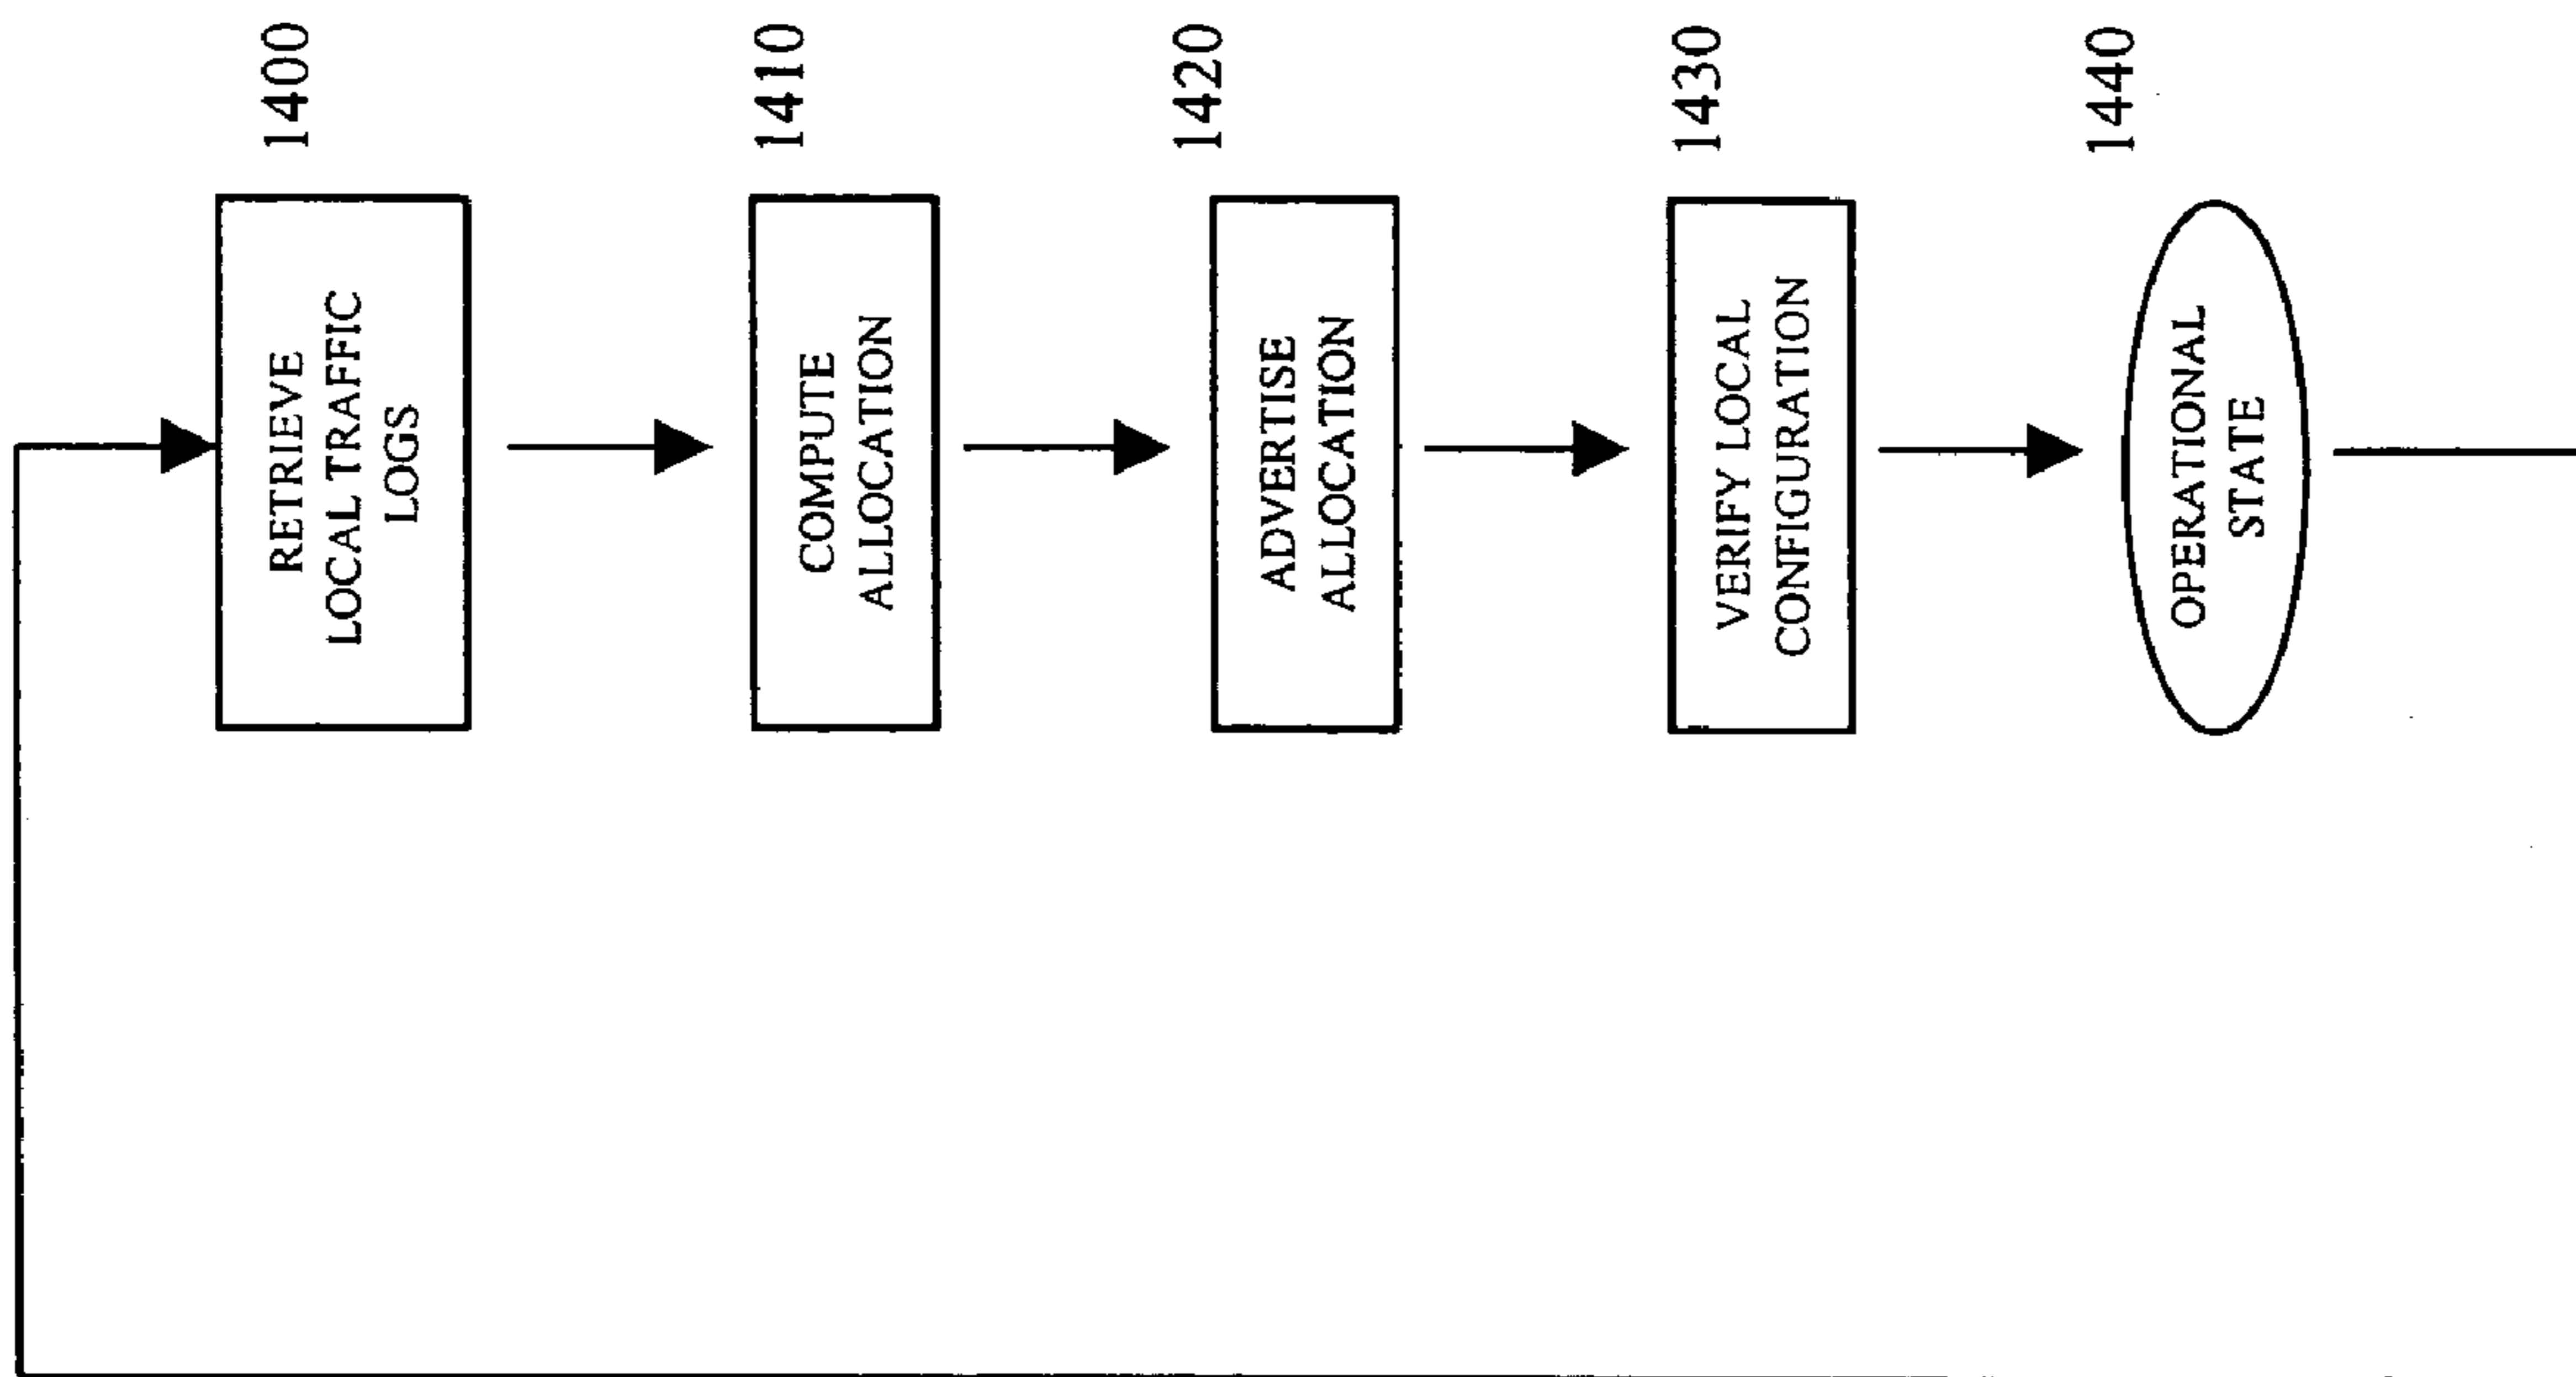 1400
RETRIEVE
LOCAL TRAFFIC
LOGS
1410
COMPUTE
ALLOCATION
1420
ADVERTISE
ALLOCATION
1430
VERIFY LOCAL
CONFIGURATION
1440
OPERATIONAL
STATE